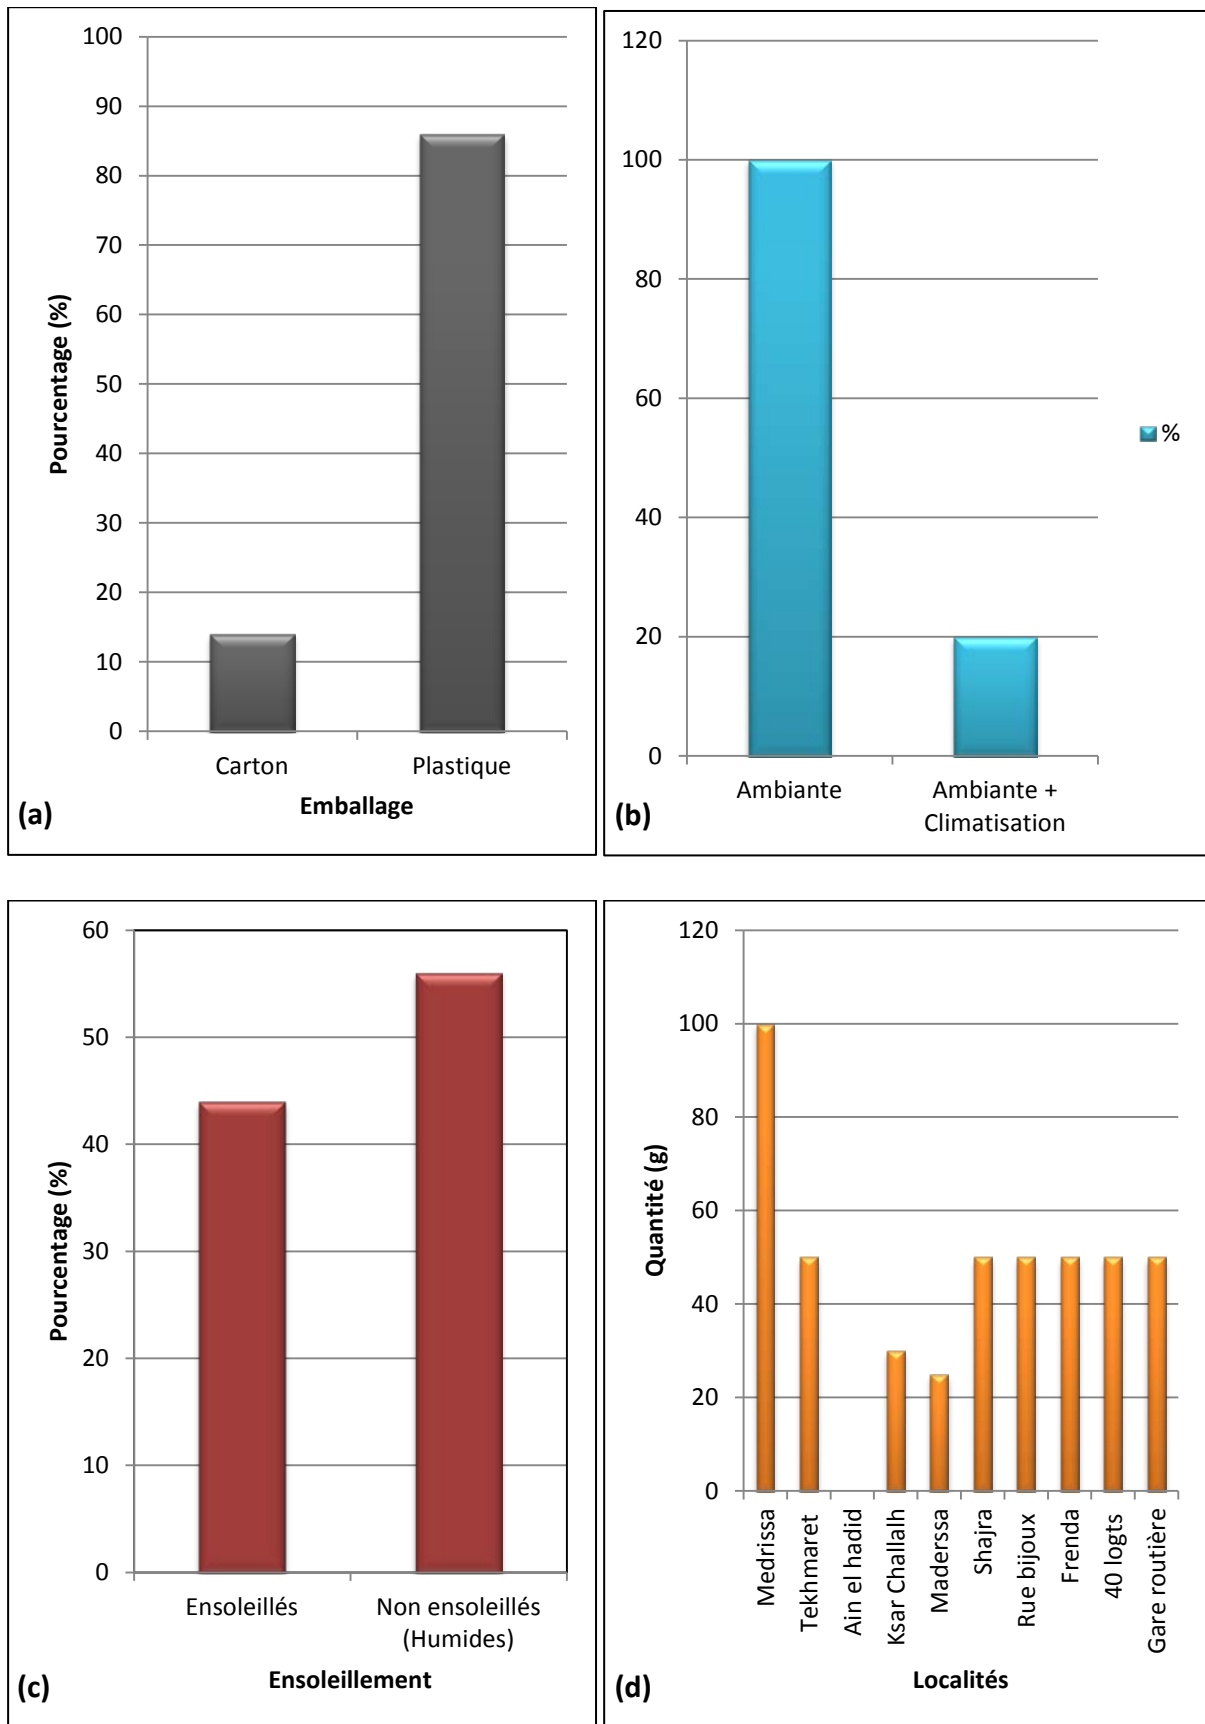 100
90
80
70
60
50
40
30
20
10
0
Pourcentage (%)
Carton
Plastique
Emballage
(a)
120
100
80
60
40
20
0
Ambiante
Ambiante +
Climatisation
%
(b)
60
50
40
30
20
10
0
Pourcentage (%)
Ensoleillés
Non ensoleillés
(Humides)
Ensoleillement
(c)
120
100
80
60
40
20
0
Quantité (g)
Medrissa
Tekhmaret
Ain el hadid
Ksar Challalh
Maderssa
Shajra
Rue bijoux
Frenda
40 logts
Gare routière
Localités
(d)